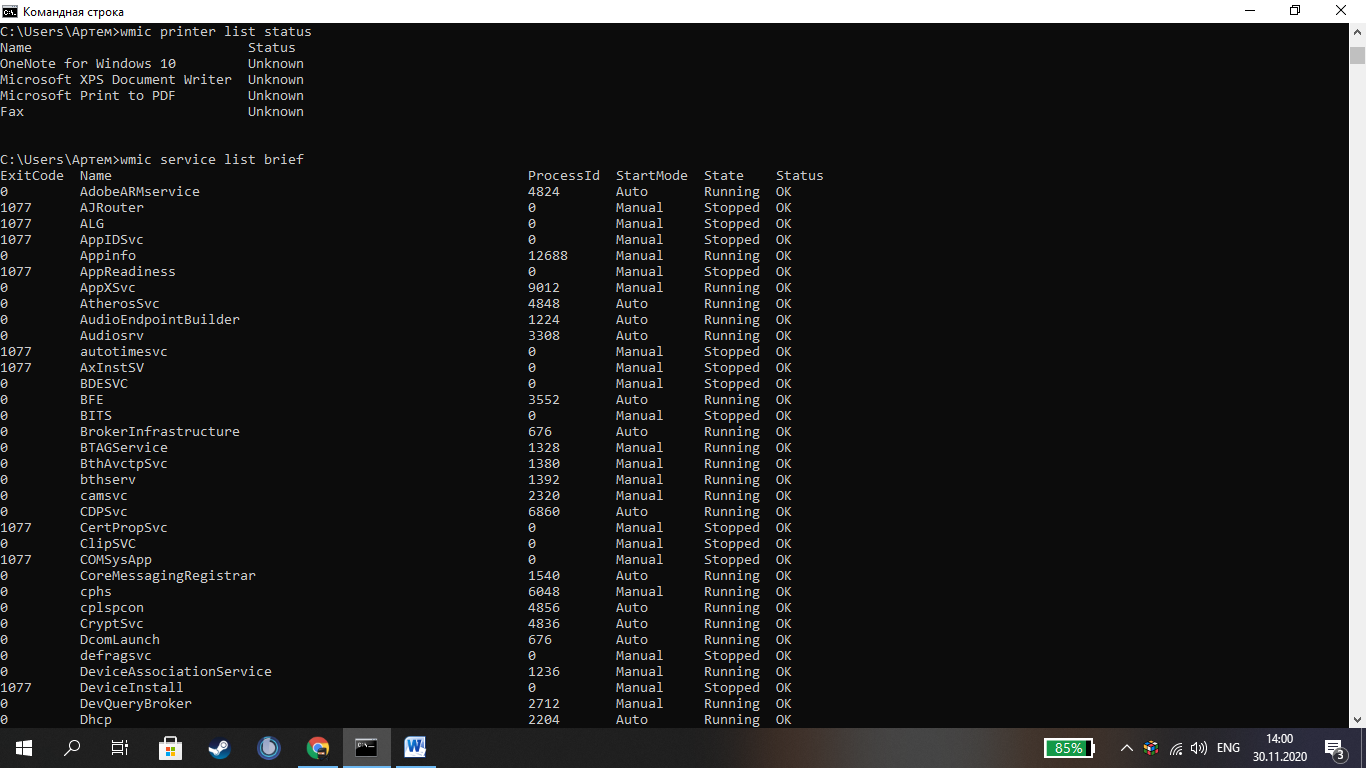 Командная строка
C:\Users\Артем>wmic printer list status
Name Status
OneNote for Windows 10 Unknown
Microsoft XPS Document Writer Unknown
Microsoft Print to PDF Unknown
Fax Unknown
C:\Users\Артем>wmic service list brief
ExitCode Name ProcessId StartMode State Status
0 AdobeARMservice 4824 Auto Running OK
1077 AJRouter 0 Manual Stopped OK
1077 ALG 0 Manual Stopped OK
1077 AppIDSvc 0 Manual Stopped OK
0 Appinfo 12688 Manual Running OK
1077 AppReadiness 0 Manual Stopped OK
0 AppXSvc 9012 Manual Running OK
0 AtherosSvc 4848 Auto Running OK
0 AudioEndpointBuilder 1224 Auto Running OK
0 Audiosrv 3308 Auto Running OK
1077 autotimesvc 0 Manual Stopped OK
1077 AxInstSV 0 Manual Stopped OK
0 BDESVC 0 Manual Stopped OK
0 BFE 3552 Auto Running OK
0 BITS 0 Manual Stopped OK
0 BrokerInfrastructure 676 Auto Running OK
0 BTAGService 1328 Manual Running OK
0 BthAvctpSvc 1380 Manual Running OK
0 bthserv 1392 Manual Running OK
0 camsvc 2320 Manual Running OK
0 CDPSvc 6860 Auto Running OK
1077 CertPropSvc 0 Manual Stopped OK
0 ClipSVC 0 Manual Stopped OK
1077 COMSysApp 0 Manual Stopped OK
0 CoreMessagingRegistrar 1540 Auto Running OK
0 cphs 6048 Manual Running OK
0 cplspcon 4856 Auto Running OK
0 CryptSvc 4836 Auto Running OK
0 DcomLaunch 676 Auto Running OK
0 defragsvc 0 Manual Stopped OK
0 DeviceAssociationService 1236 Manual Running OK
1077 DeviceInstall 0 Manual Stopped OK
0 DevQueryBroker 2712 Manual Running OK
0 Dhcp 2204 Auto Running OK
85% ENG 14:00
30.11.2020 3